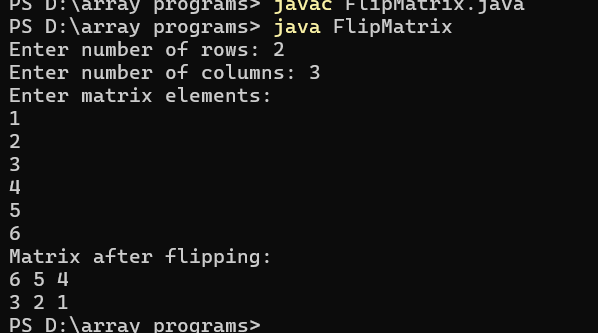 PS D:\array programs> javac FlipMatrix.java
PS D:\array programs> java FlipMatrix
Enter number of rows: 2
Enter number of columns: 3
Enter matrix elements:
1
2
3
4
5
6
Matrix after flipping:
6 5 4
3 2 1
PS D:\array programs>